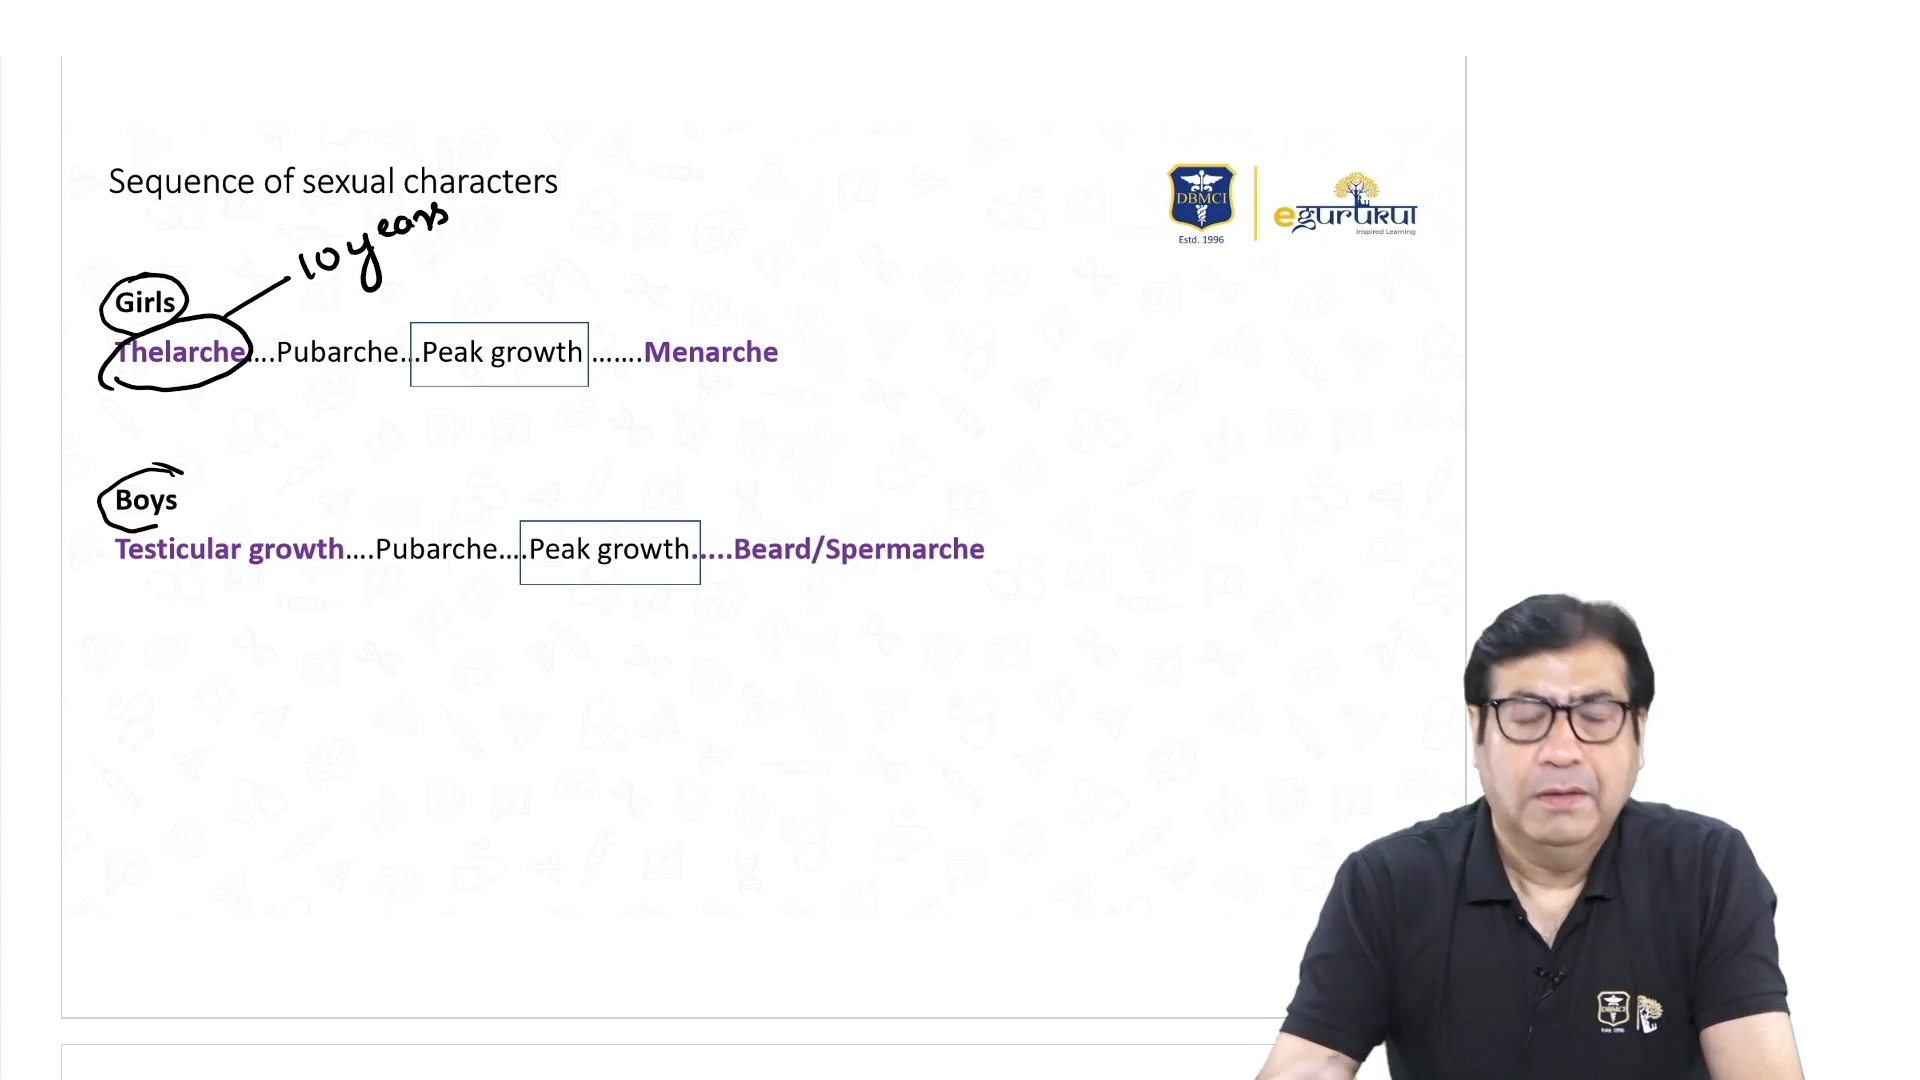 Sequence of sexual characters
10 years
DBMCI
Estd. 1996
egurukul
Inspired Learning
Girls
Thelarche....Pubarche...Peak growth .......Menarche
Boys
Testicular growth....Pubarche....Peak growth.....Beard/Spermarche
DBMCI